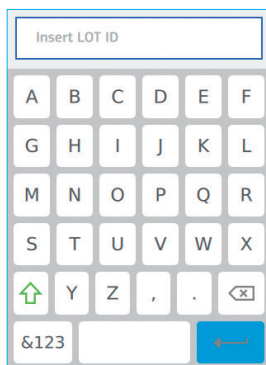 Insert LOT ID
A B C D E F
G H I J K L
M N O P Q R
S T U V W X
Y Z , .
&123